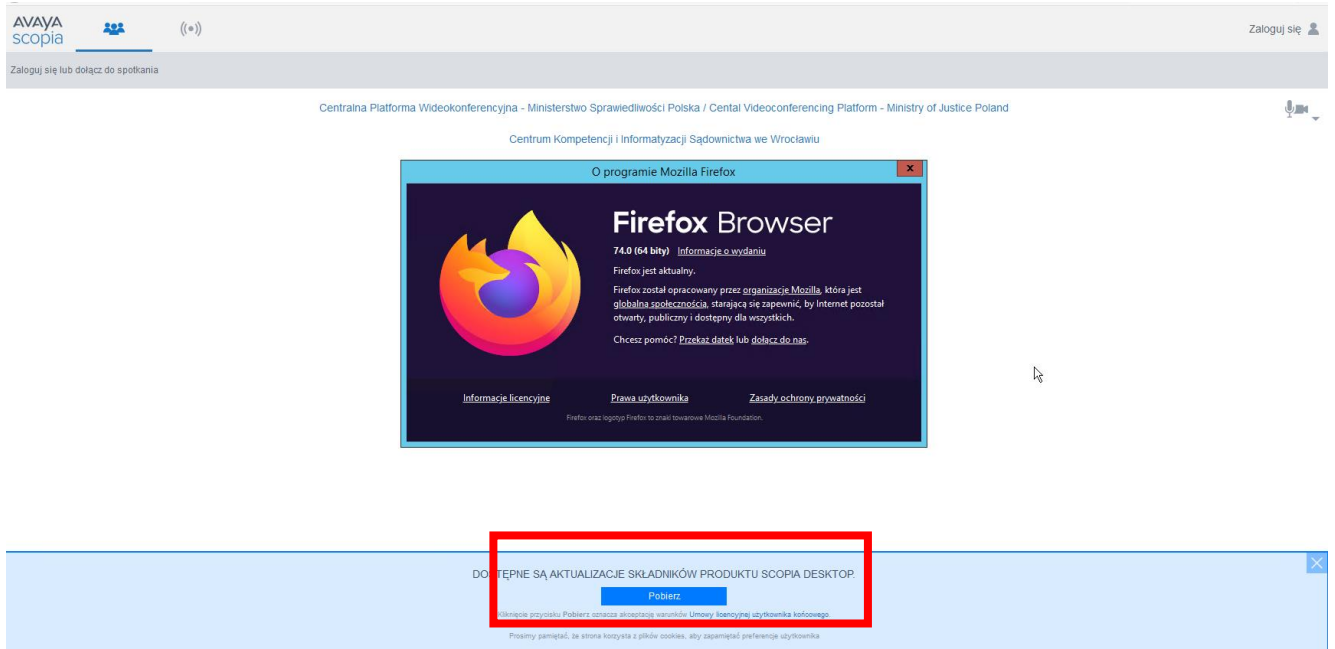 AVAYA
scopia
Zaloguj się
Zaloguj się lub dołącz do spotkania
Centralna Platforma Wideokonferencyjna - Ministerstwo Sprawiedliwości Polska / Cental Videoconferencing Platform - Ministry of Justice Poland
Centrum Kompetencji i Informatyzacji Sądownictwa we Wrocławiu
O programie Mozilla Firefox
x
Firefox Browser
74.0 (64 bity) Informacje o wydaniu
Firefox jest aktualny.
Firefox został opracowany przez organizację Mozilla, która jest
globalną społecznością, starającą się zapewnić, by Internet pozostał
otwarty, publiczny i dostępny dla wszystkich.
Chcesz pomóc? Przekaż datek lub dołącz do nas.
Informacje licencyjne Prawa użytkownika Zasady ochrony prywatności
Firefox oraz logotyp Firefox to znaki towarowe Mozilla Foundation.
DOSTĘPNE SĄ AKTUALIZACJE SKŁADNIKÓW PRODUKTU SCOPIA DESKTOP.
Pobierz
Kliknięcie przycisku Pobierz oznacza akceptację warunków Umowy licencyjnej użytkownika końcowego.
Prosimy pamiętać, że strona korzysta z plików cookies, aby zapamiętać preferencje użytkownika